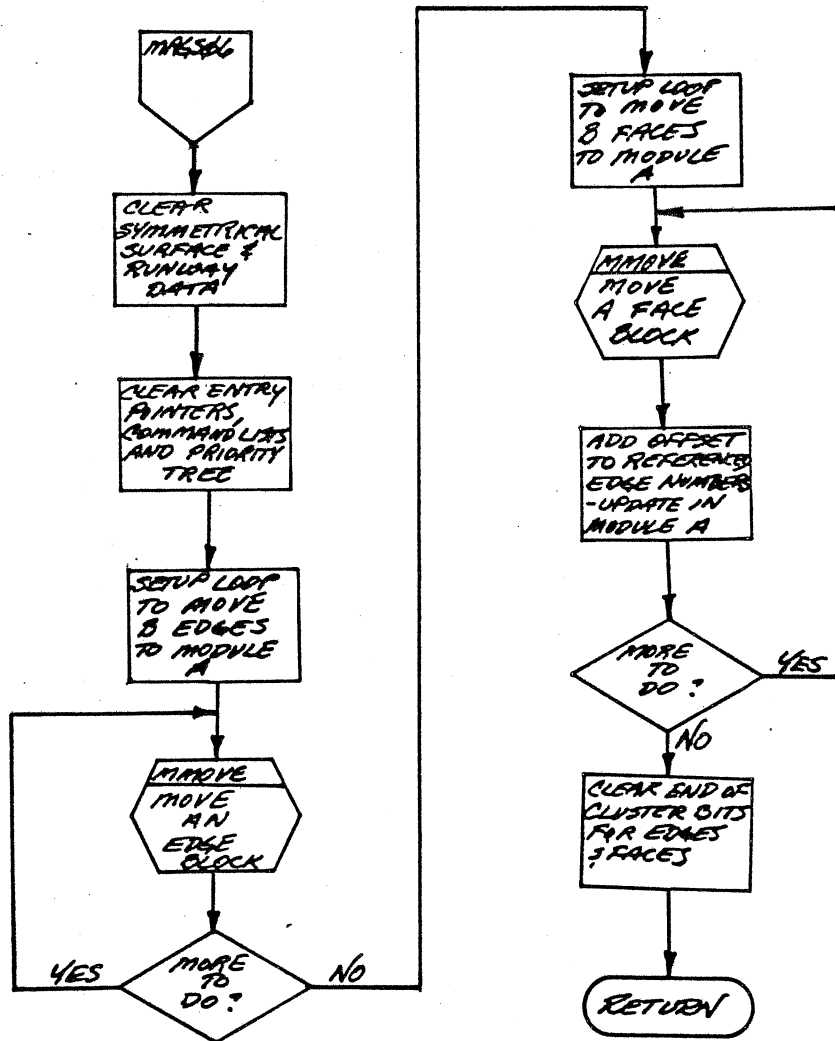 CLEAR
SYMMETRICAL
SURFACE &
RUNWAY
DATA
CLEAR ENTRY
POINTERS,
COMMAND LISTS
AND PRIORITY
TREE
SETUP LOOP
TO MOVE
B EDGES
TO MODULE
A
MMOVE
MOVE
AN
EDGE
BLOCK
MORE
TO
DO?
YES
NO
SETUP LOOP
TO MOVE
B FACES
TO MODULE
A
MMOVE
MOVE
A FACE
BLOCK
ADD OFFSET
TO REFERENCED
EDGE NUMBERS
-UPDATE IN
MODULE A
MORE
TO
DO?
YES
NO
CLEAR END OF
CLUSTER BITS
FOR EDGES
& FACES
RETURN